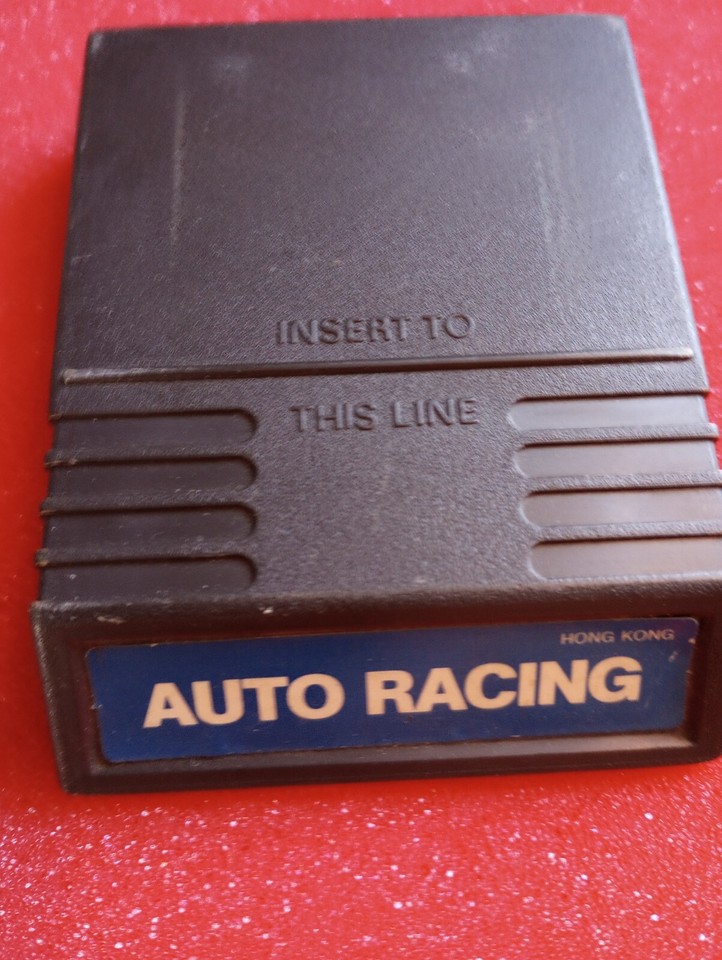 INSERT TO
THIS LINE
HONG KONG
AUTO RACING